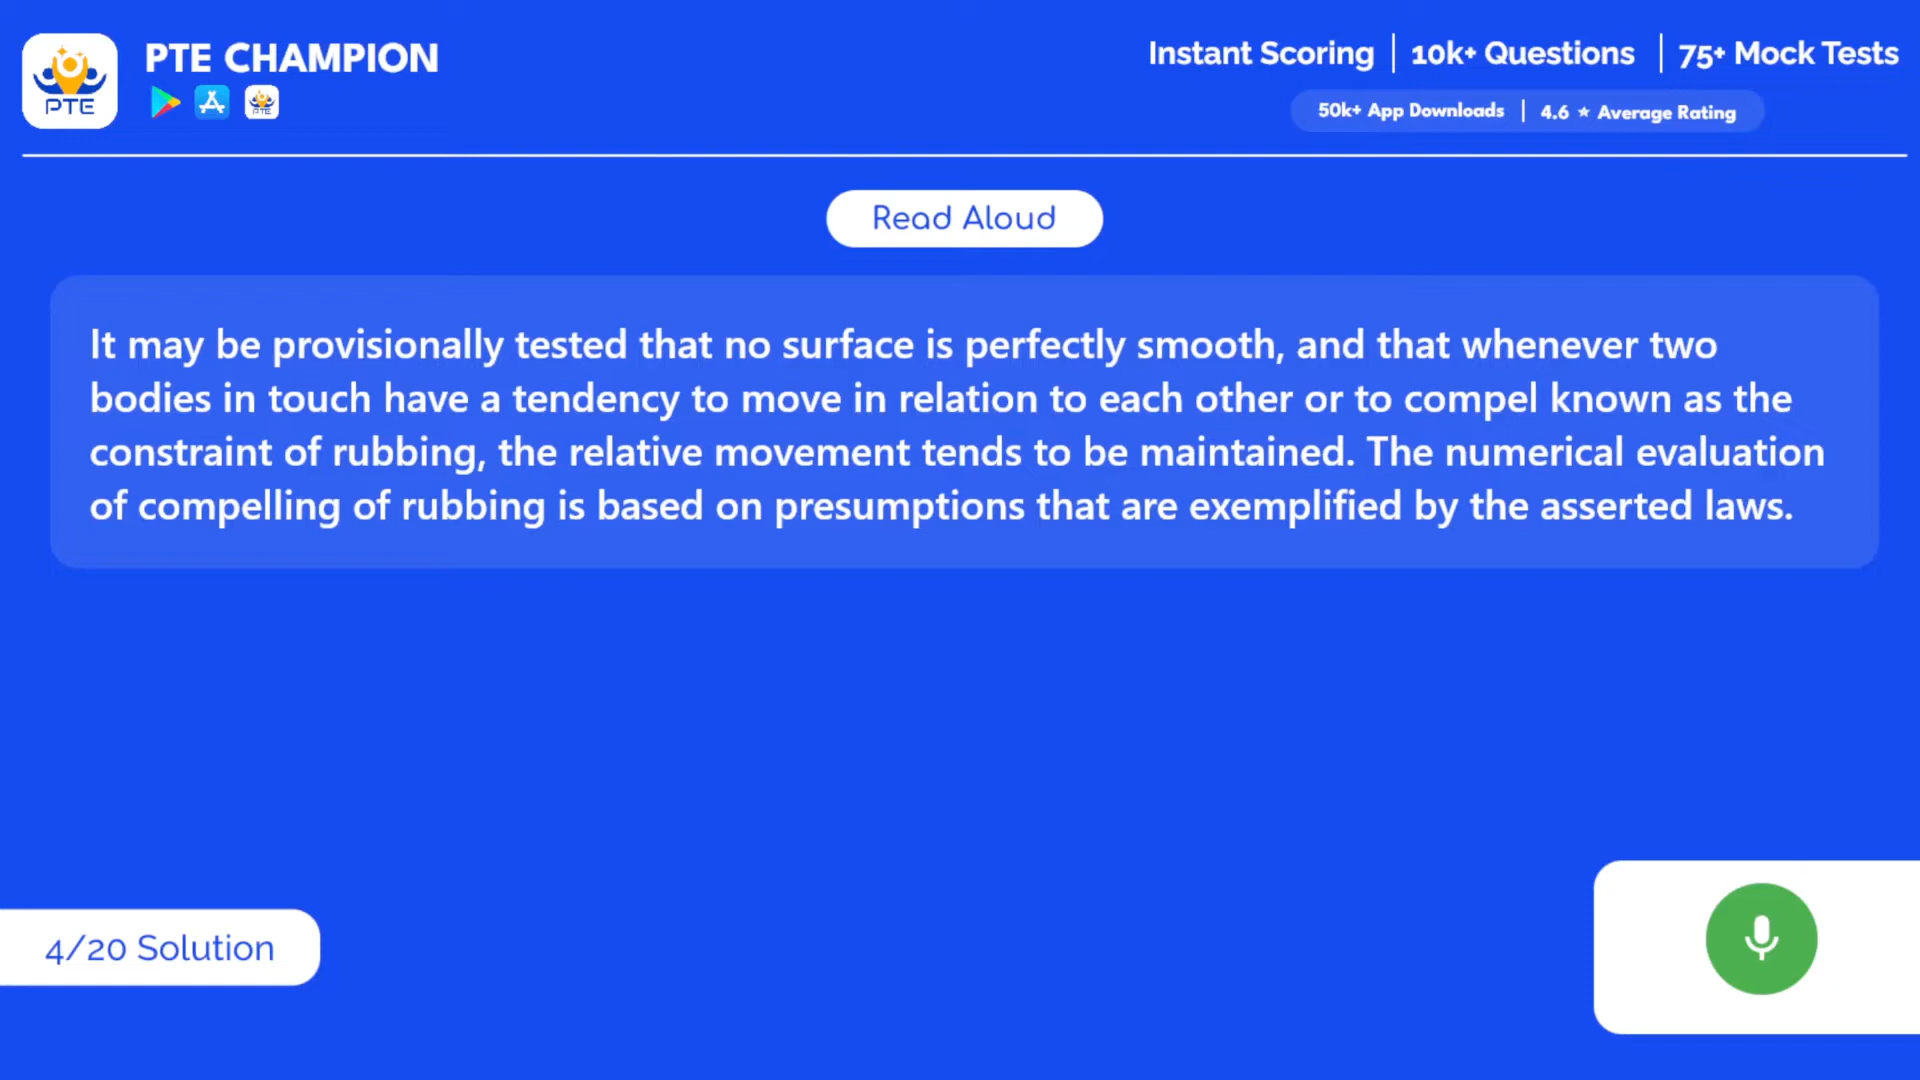 PTE CHAMPION
PTE
PTE
Instant Scoring | 10k+ Questions | 75+ Mock Tests
50k+ App Downloads | 4.6 ★ Average Rating
Read Aloud
It may be provisionally tested that no surface is perfectly smooth, and that whenever two
bodies in touch have a tendency to move in relation to each other or to compel known as the
constraint of rubbing, the relative movement tends to be maintained. The numerical evaluation
of compelling of rubbing is based on presumptions that are exemplified by the asserted laws.
4/20 Solution